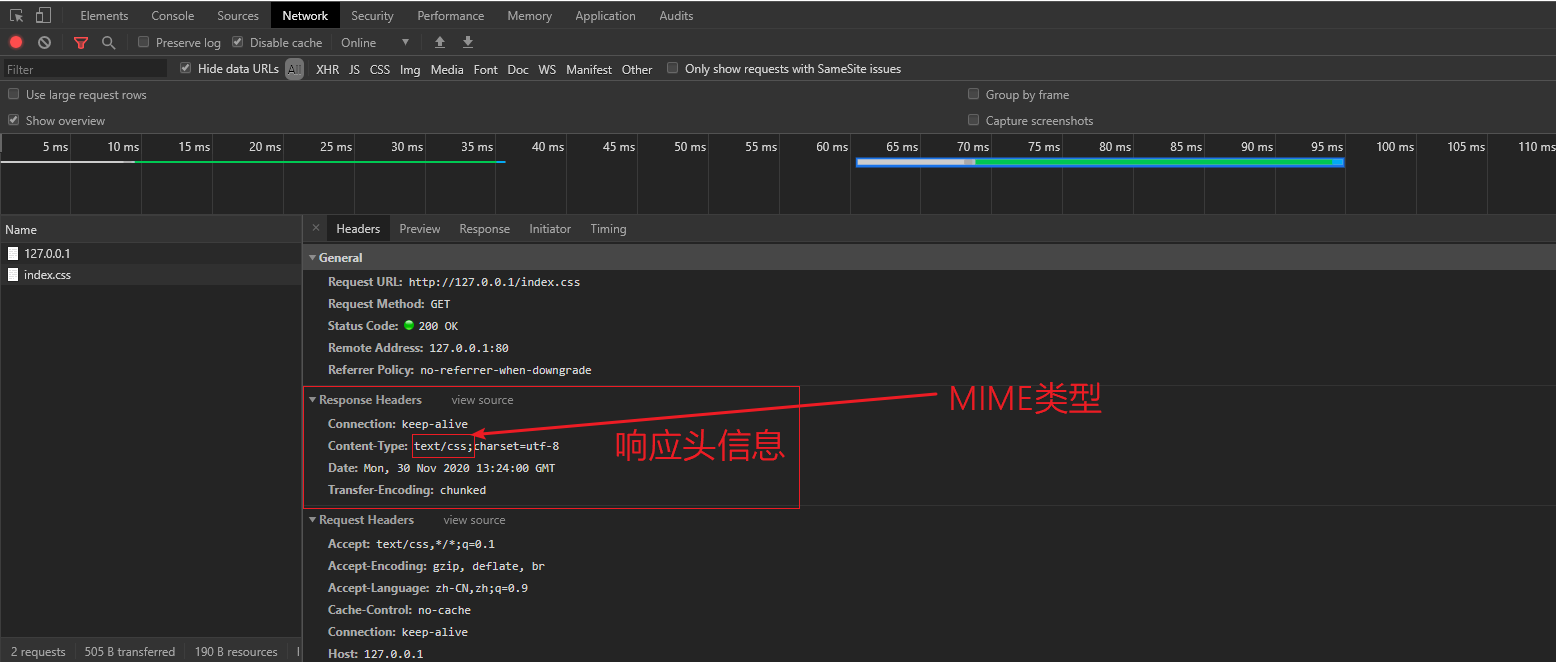 Elements Console Sources Network Security Performance Memory Application Audits
Preserve log Disable cache Online
Filter Hide data URLs All XHR JS CSS Img Media Font Doc WS Manifest Other Only show requests with SameSite issues
Use large request rows Group by frame
Show overview Capture screenshots
5 ms 10 ms 15 ms 20 ms 25 ms 30 ms 35 ms 40 ms 45 ms 50 ms 55 ms 60 ms 65 ms 70 ms 75 ms 80 ms 85 ms 90 ms 95 ms 100 ms 105 ms 110 ms
Name × Headers Preview Response Initiator Timing
127.0.0.1
index.css
General
Request URL: http://127.0.0.1/index.css
Request Method: GET
Status Code: 200 OK
Remote Address: 127.0.0.1:80
Referrer Policy: no-referrer-when-downgrade
Response Headers view source
MIME类型
Connection: keep-alive
Content-Type: text/css;charset=utf-8
响应头信息
Date: Mon, 30 Nov 2020 13:24:00 GMT
Transfer-Encoding: chunked
Request Headers view source
Accept: text/css,*/*;q=0.1
Accept-Encoding: gzip, deflate, br
Accept-Language: zh-CN,zh;q=0.9
Cache-Control: no-cache
Connection: keep-alive
Host: 127.0.0.1
2 requests 505 B transferred 190 B resources